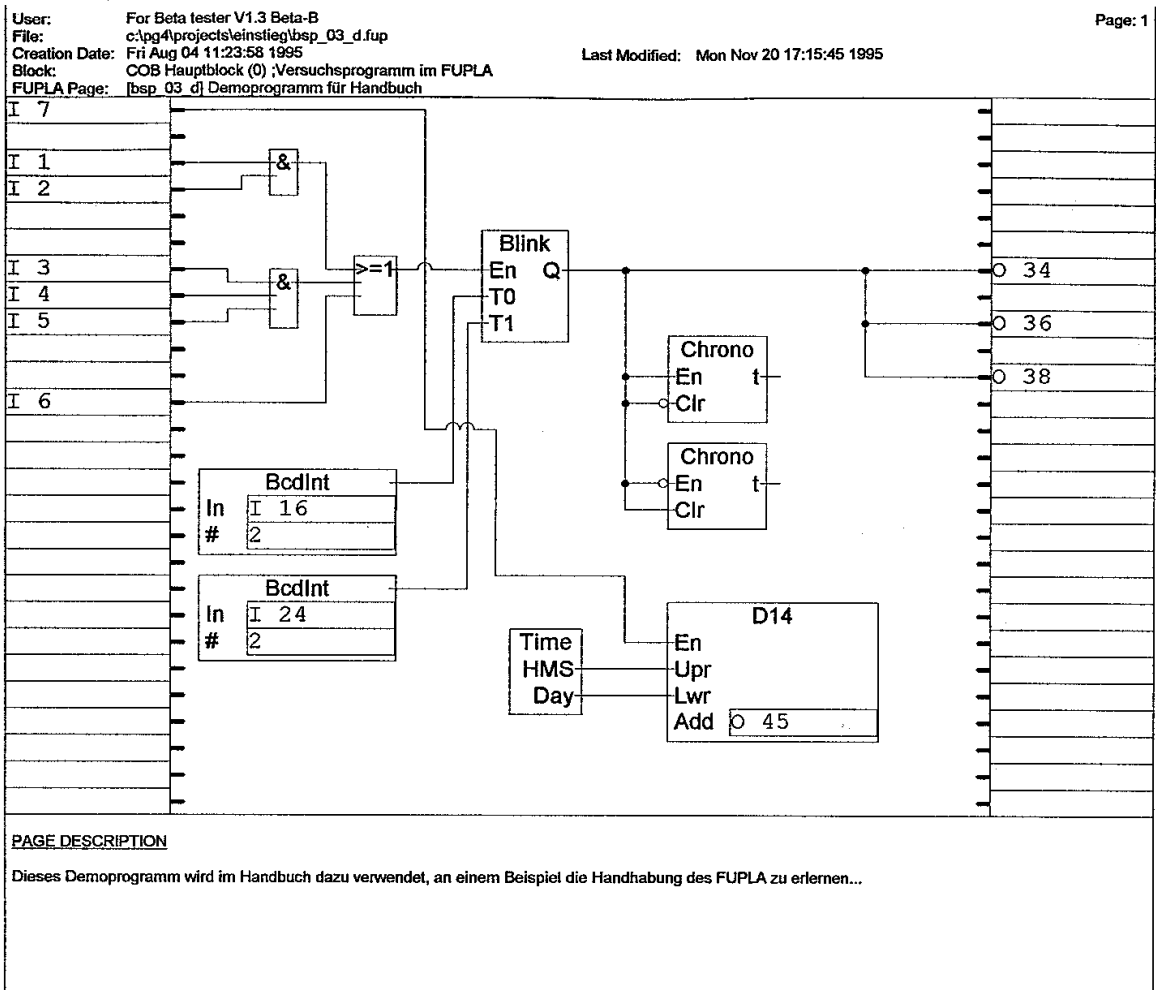 User: For Beta tester V1.3 Beta-B Page: 1
File: c:\pg4\projects\einstieg\bsp_03_d.fup
Creation Date: Fri Aug 04 11:23:58 1995 Last Modified: Mon Nov 20 17:15:45 1995
Block: COB Hauptblock (0) ;Versuchsprogramm im FUPLA
FUPLA Page: [bsp_03_d] Demoprogramm für Handbuch
I 7
I 1
I 2
I 3
I 4
I 5
I 6
&
&
>=1
Blink
En Q
T0
T1
O 34
O 36
O 38
Chrono
En t
Clr
Chrono
En t
Clr
BcdInt
In I 16
# 2
BcdInt
In I 24
# 2
Time
HMS
Day
D14
En
Upr
Lwr
Add O 45
PAGE DESCRIPTION
Dieses Demoprogramm wird im Handbuch dazu verwendet, an einem Beispiel die Handhabung des FUPLA zu erlernen...